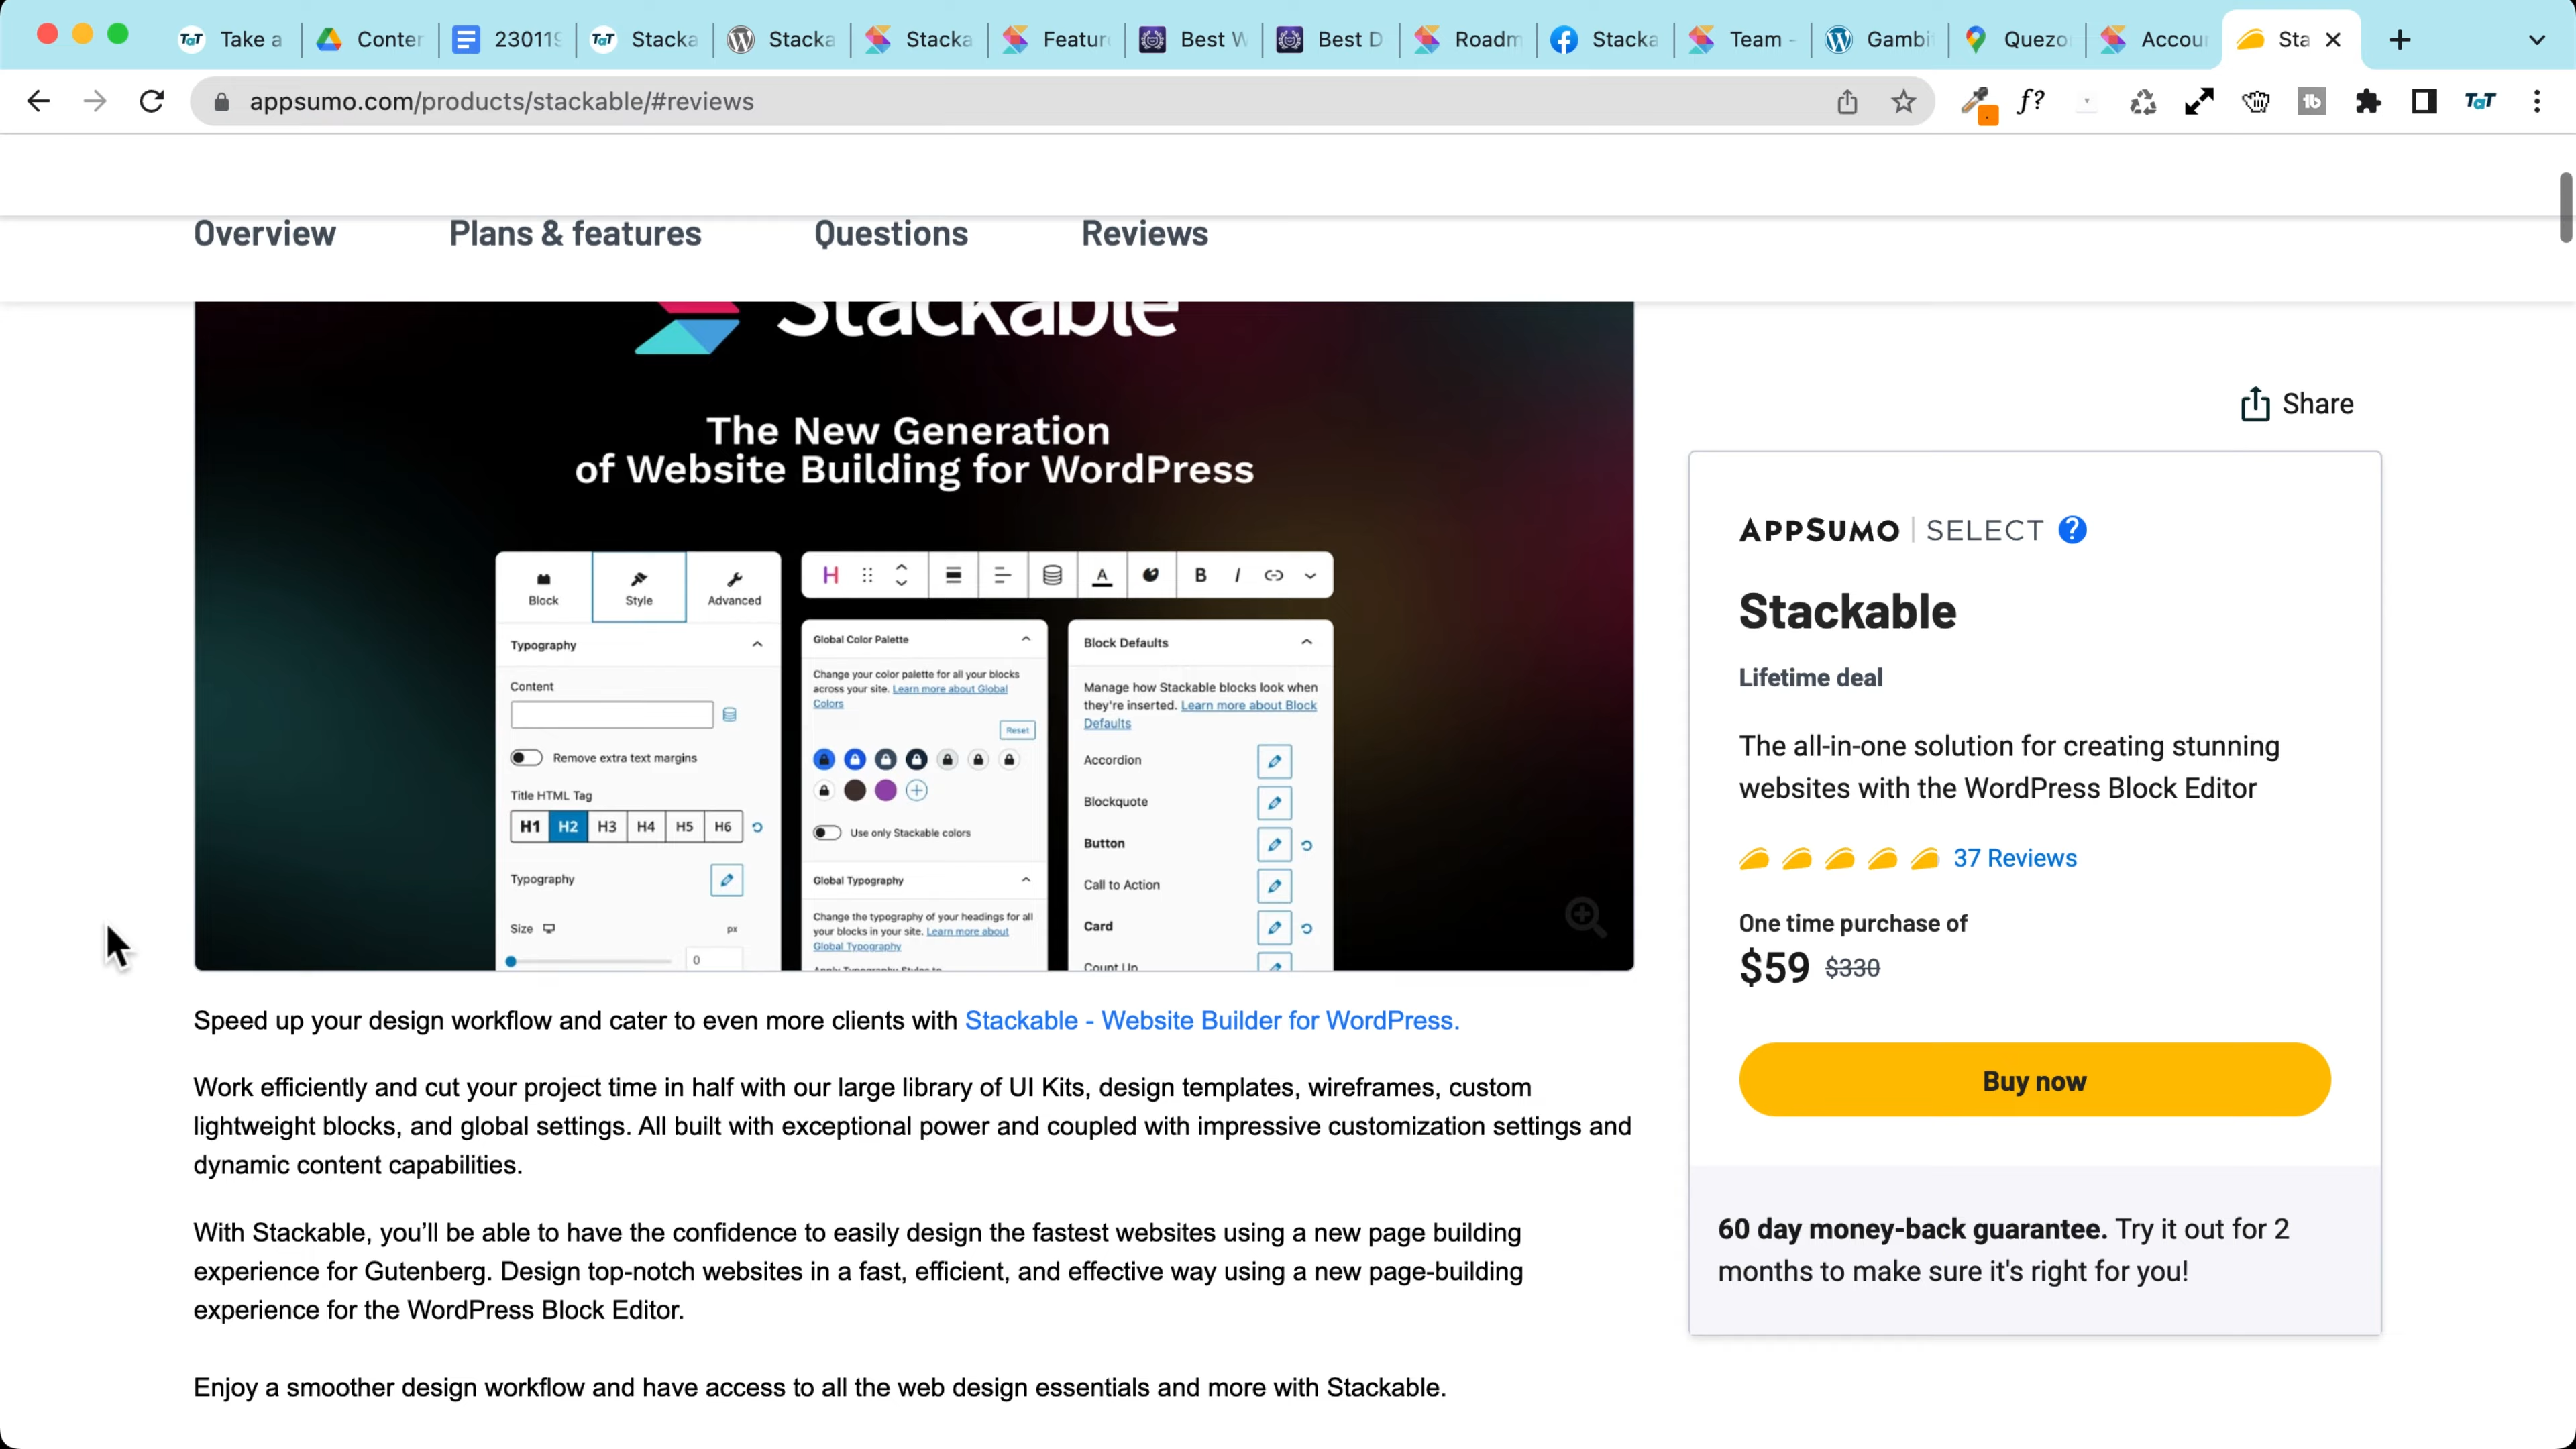 Take a
Conter
230119
Stacka
Stacka
Stacka
Featur
Best W
Best D
Roadm
Stacka
Team -
Gambi
Quezo
Accou
Sta
appsumo.com/products/stackable/#reviews
f?
tb
TaT
Overview
Plans & features
Questions
Reviews
Stackable
The New Generation
of Website Building for WordPress
Block
Style
Advanced
H
A
B
I
Typography
Content
Remove extra text margins
Title HTML Tag
H1 H2 H3 H4 H5 H6
Typography
Size
px
0
Global Color Palette
Change your color palette for all your blocks
across your site. Learn more about Global
Colors
Reset
Use only Stackable colors
Global Typography
Change the typography of your headings for all
your blocks in your site. Learn more about
Global Typography
Apply Typography Styles to
Block Defaults
Manage how Stackable blocks look when
they're inserted. Learn more about Block
Defaults
Accordion
Blockquote
Button
Call to Action
Card
Count Up
Speed up your design workflow and cater to even more clients with Stackable - Website Builder for WordPress.
Work efficiently and cut your project time in half with our large library of UI Kits, design templates, wireframes, custom
lightweight blocks, and global settings. All built with exceptional power and coupled with impressive customization settings and
dynamic content capabilities.
With Stackable, you’ll be able to have the confidence to easily design the fastest websites using a new page building
experience for Gutenberg. Design top-notch websites in a fast, efficient, and effective way using a new page-building
experience for the WordPress Block Editor.
Enjoy a smoother design workflow and have access to all the web design essentials and more with Stackable.
Share
APPSUMO | SELECT ?
Stackable
Lifetime deal
The all-in-one solution for creating stunning
websites with the WordPress Block Editor
37 Reviews
One time purchase of
$59 $330
Buy now
60 day money-back guarantee. Try it out for 2
months to make sure it's right for you!